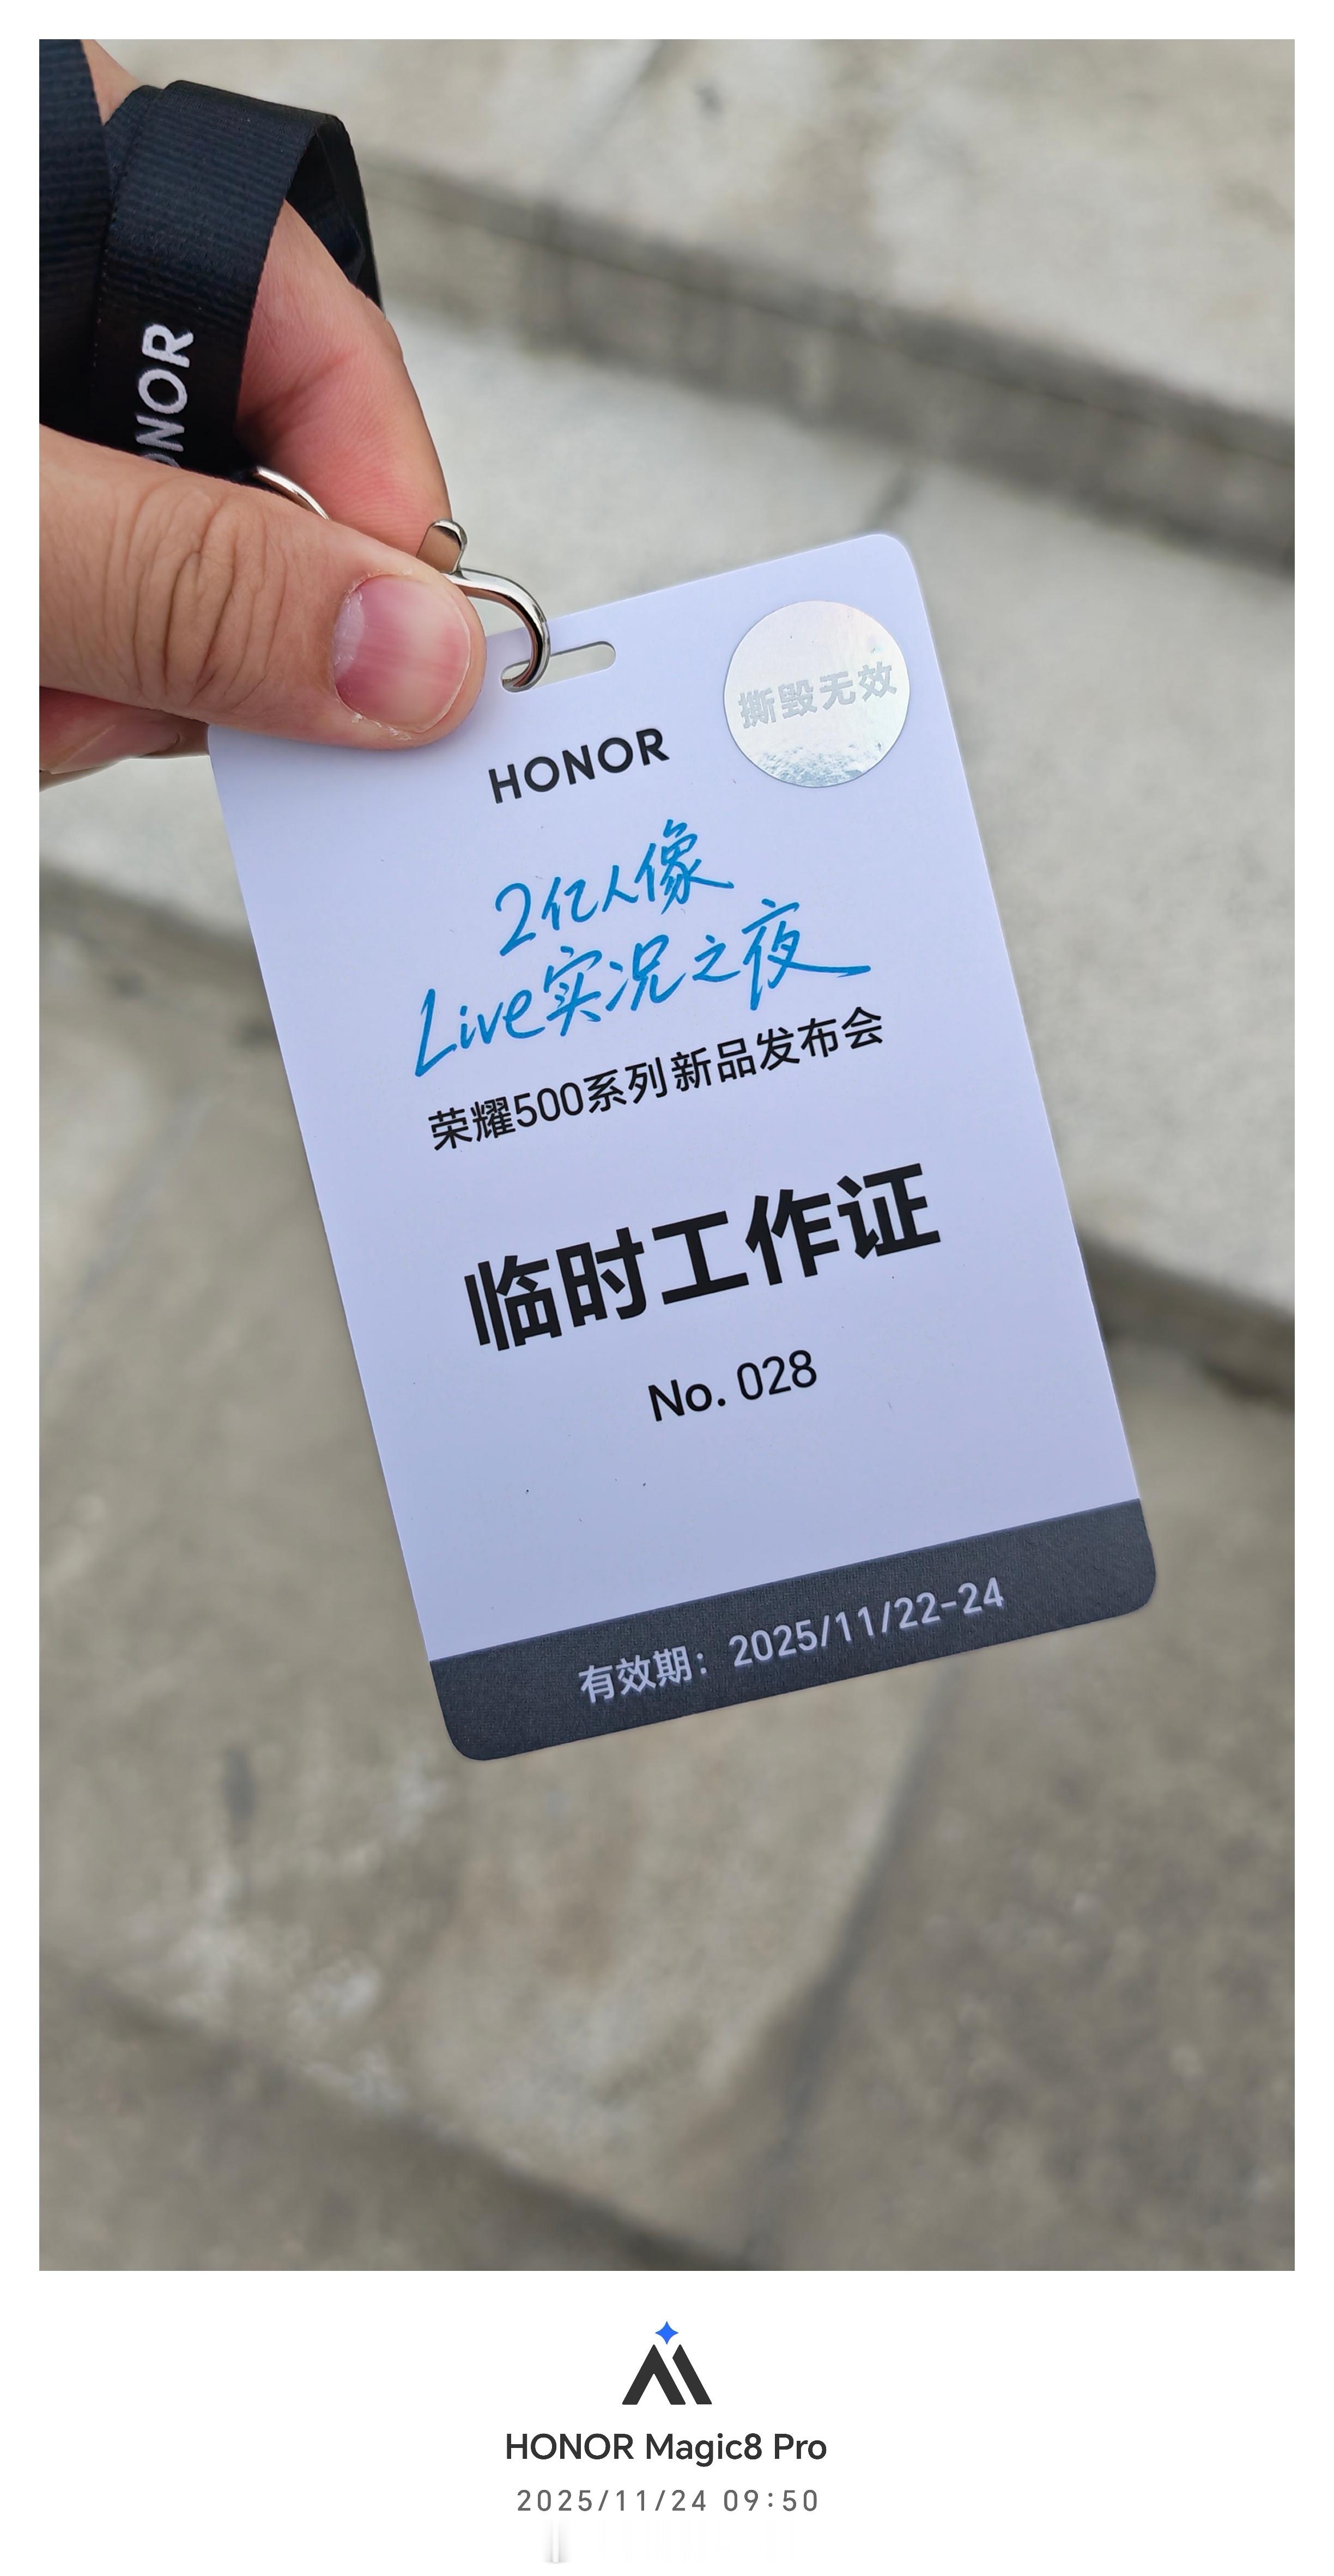 ONOR
撕毁无效
HONOR
2亿人像
Live实况之夜
荣耀500系列新品发布会
临时工作证
No. 028
有效期：2025/11/22-24
HONOR Magic8 Pro
2025/11/24 09:50